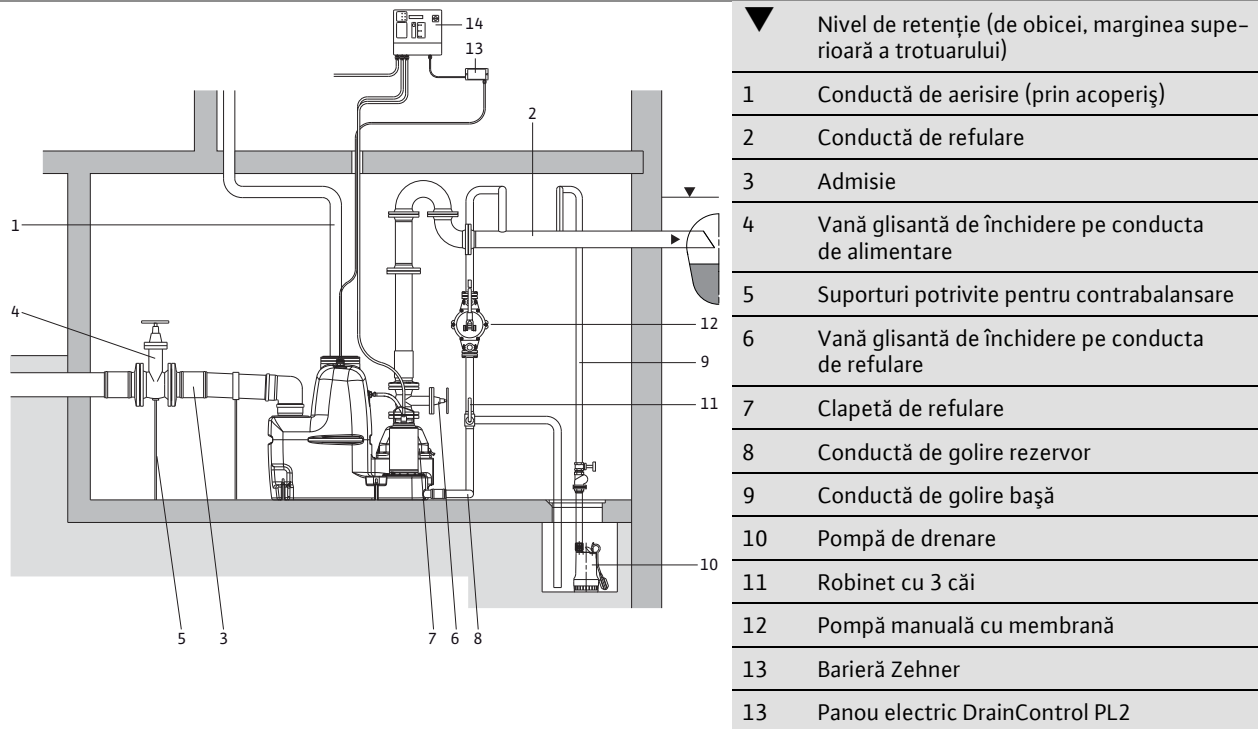 14
13
2
1
4
12
9
11
10
5
3
7
6
8
▼ Nivel de retenție (de obicei, marginea supe-
rioară a trotuarului)
1 Conductă de aerisire (prin acoperiş)
2 Conductă de refulare
3 Admisie
4 Vană glisantă de închidere pe conducta
de alimentare
5 Suporturi potrivite pentru contrabalansare
6 Vană glisantă de închidere pe conducta
de refulare
7 Clapetă de refulare
8 Conductă de golire rezervor
9 Conductă de golire başă
10 Pompă de drenare
11 Robinet cu 3 căi
12 Pompă manuală cu membrană
13 Barieră Zehner
13 Panou electric DrainControl PL2